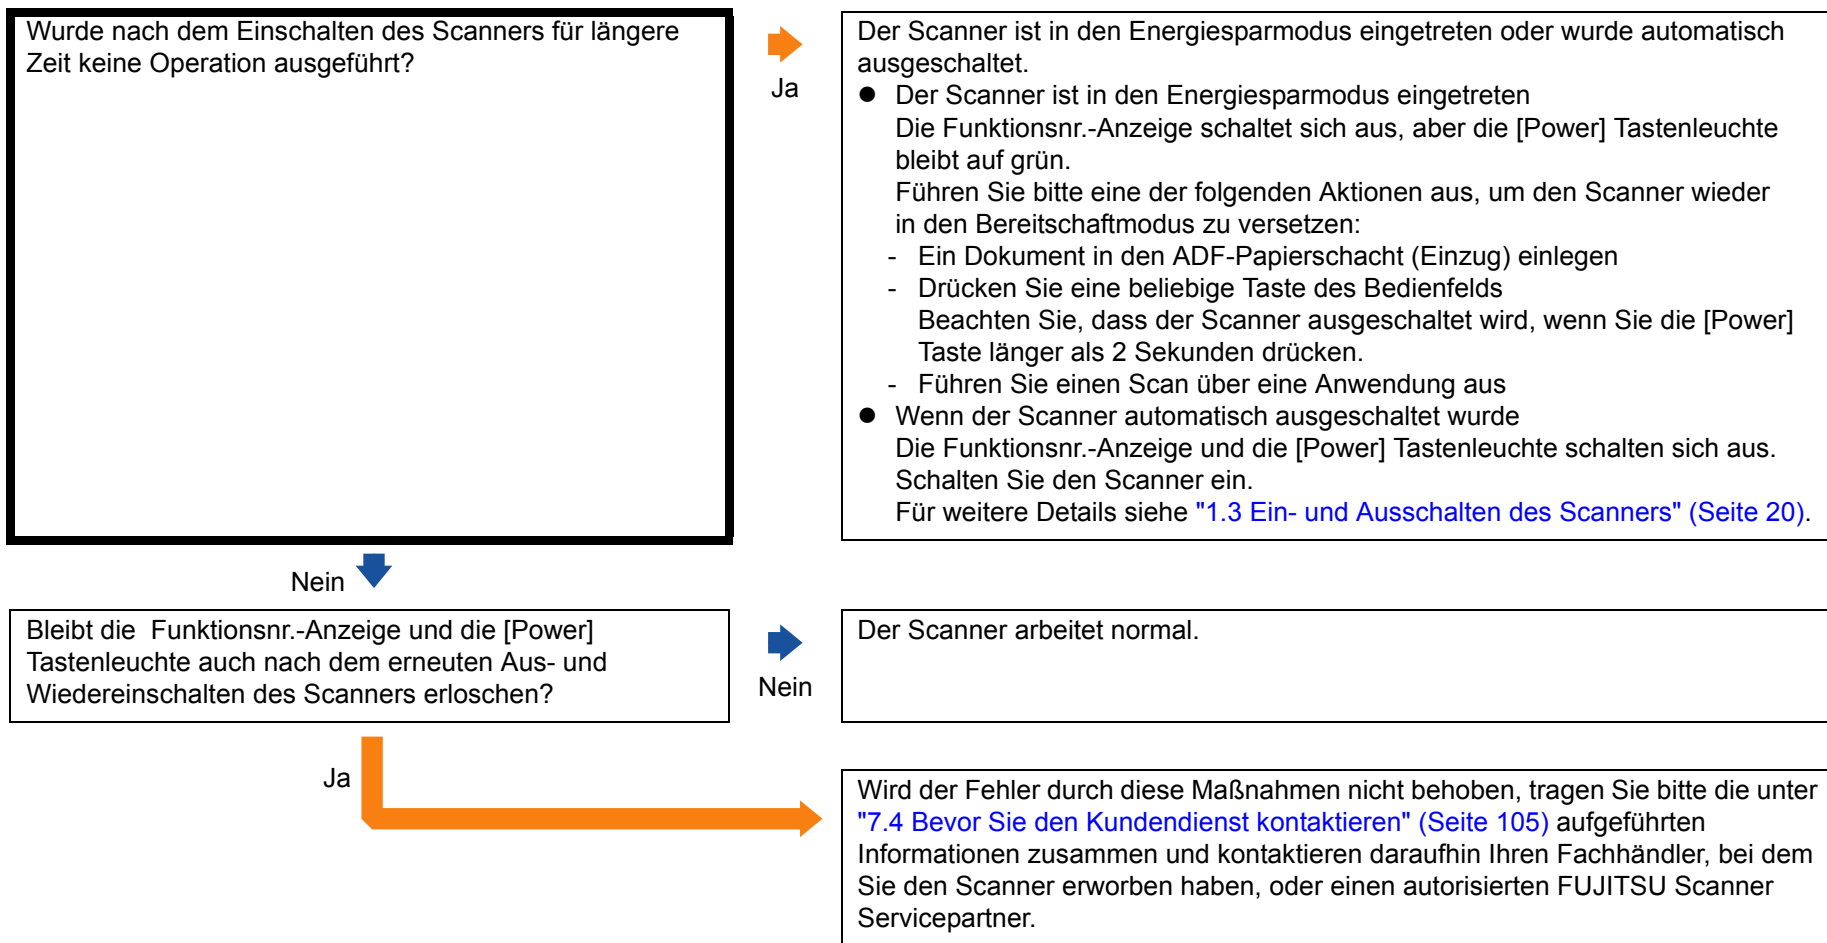 Wurde nach dem Einschalten des Scanners für längere
Zeit keine Operation ausgeführt?
Ja
Der Scanner ist in den Energiesparmodus eingetreten oder wurde automatisch
ausgeschaltet.
● Der Scanner ist in den Energiesparmodus eingetreten
Die Funktionsnr.-Anzeige schaltet sich aus, aber die [Power] Tastenleuchte
bleibt auf grün.
Führen Sie bitte eine der folgenden Aktionen aus, um den Scanner wieder
in den Bereitschaftmodus zu versetzen:
- Ein Dokument in den ADF-Papierschacht (Einzug) einlegen
- Drücken Sie eine beliebige Taste des Bedienfelds
Beachten Sie, dass der Scanner ausgeschaltet wird, wenn Sie die [Power]
Taste länger als 2 Sekunden drücken.
- Führen Sie einen Scan über eine Anwendung aus
● Wenn der Scanner automatisch ausgeschaltet wurde
Die Funktionsnr.-Anzeige und die [Power] Tastenleuchte schalten sich aus.
Schalten Sie den Scanner ein.
Für weitere Details siehe "1.3 Ein- und Ausschalten des Scanners" (Seite 20).
Nein
Bleibt die Funktionsnr.-Anzeige und die [Power]
Tastenleuchte auch nach dem erneuten Aus- und
Wiedereinschalten des Scanners erloschen?
Nein
Der Scanner arbeitet normal.
Ja
Wird der Fehler durch diese Maßnahmen nicht behoben, tragen Sie bitte die unter
"7.4 Bevor Sie den Kundendienst kontaktieren" (Seite 105) aufgeführten
Informationen zusammen und kontaktieren daraufhin Ihren Fachhändler, bei dem
Sie den Scanner erworben haben, oder einen autorisierten FUJITSU Scanner
Servicepartner.